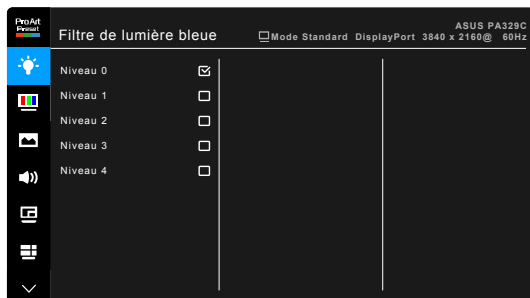 ProArt
Preset
Filtre de lumière bleue
ASUS PA329C
Mode Standard DisplayPort 3840 x 2160@ 60Hz
Niveau 0
Niveau 1
Niveau 2
Niveau 3
Niveau 4